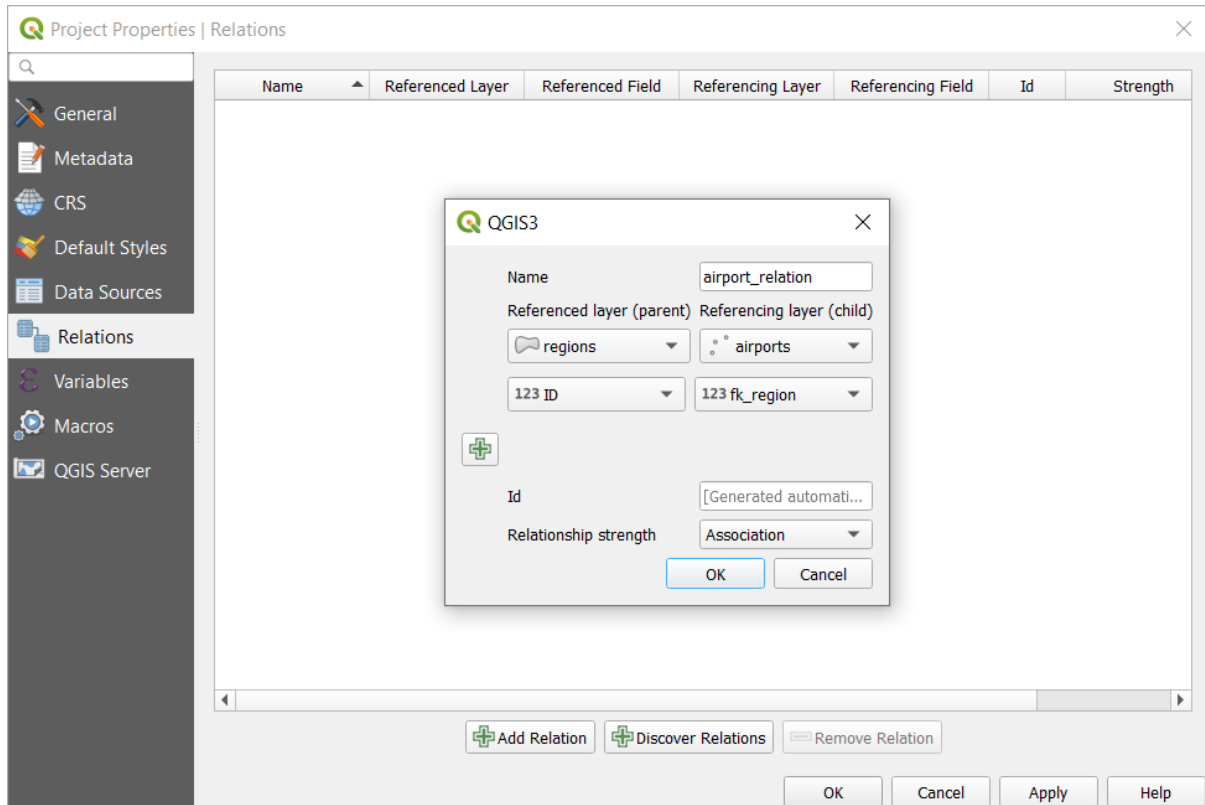 Project Properties | Relations
Name Referenced Layer Referenced Field Referencing Layer Referencing Field Id Strength
General
Metadata
CRS
Default Styles
Data Sources
Relations
Variables
Macros
QGIS Server
QGIS3
Name airport_relation
Referenced layer (parent) Referencing layer (child)
regions airports
123 ID 123 fk_region
Id [Generated automati...
Relationship strength Association
OK Cancel
Add Relation Discover Relations Remove Relation
OK Cancel Apply Help